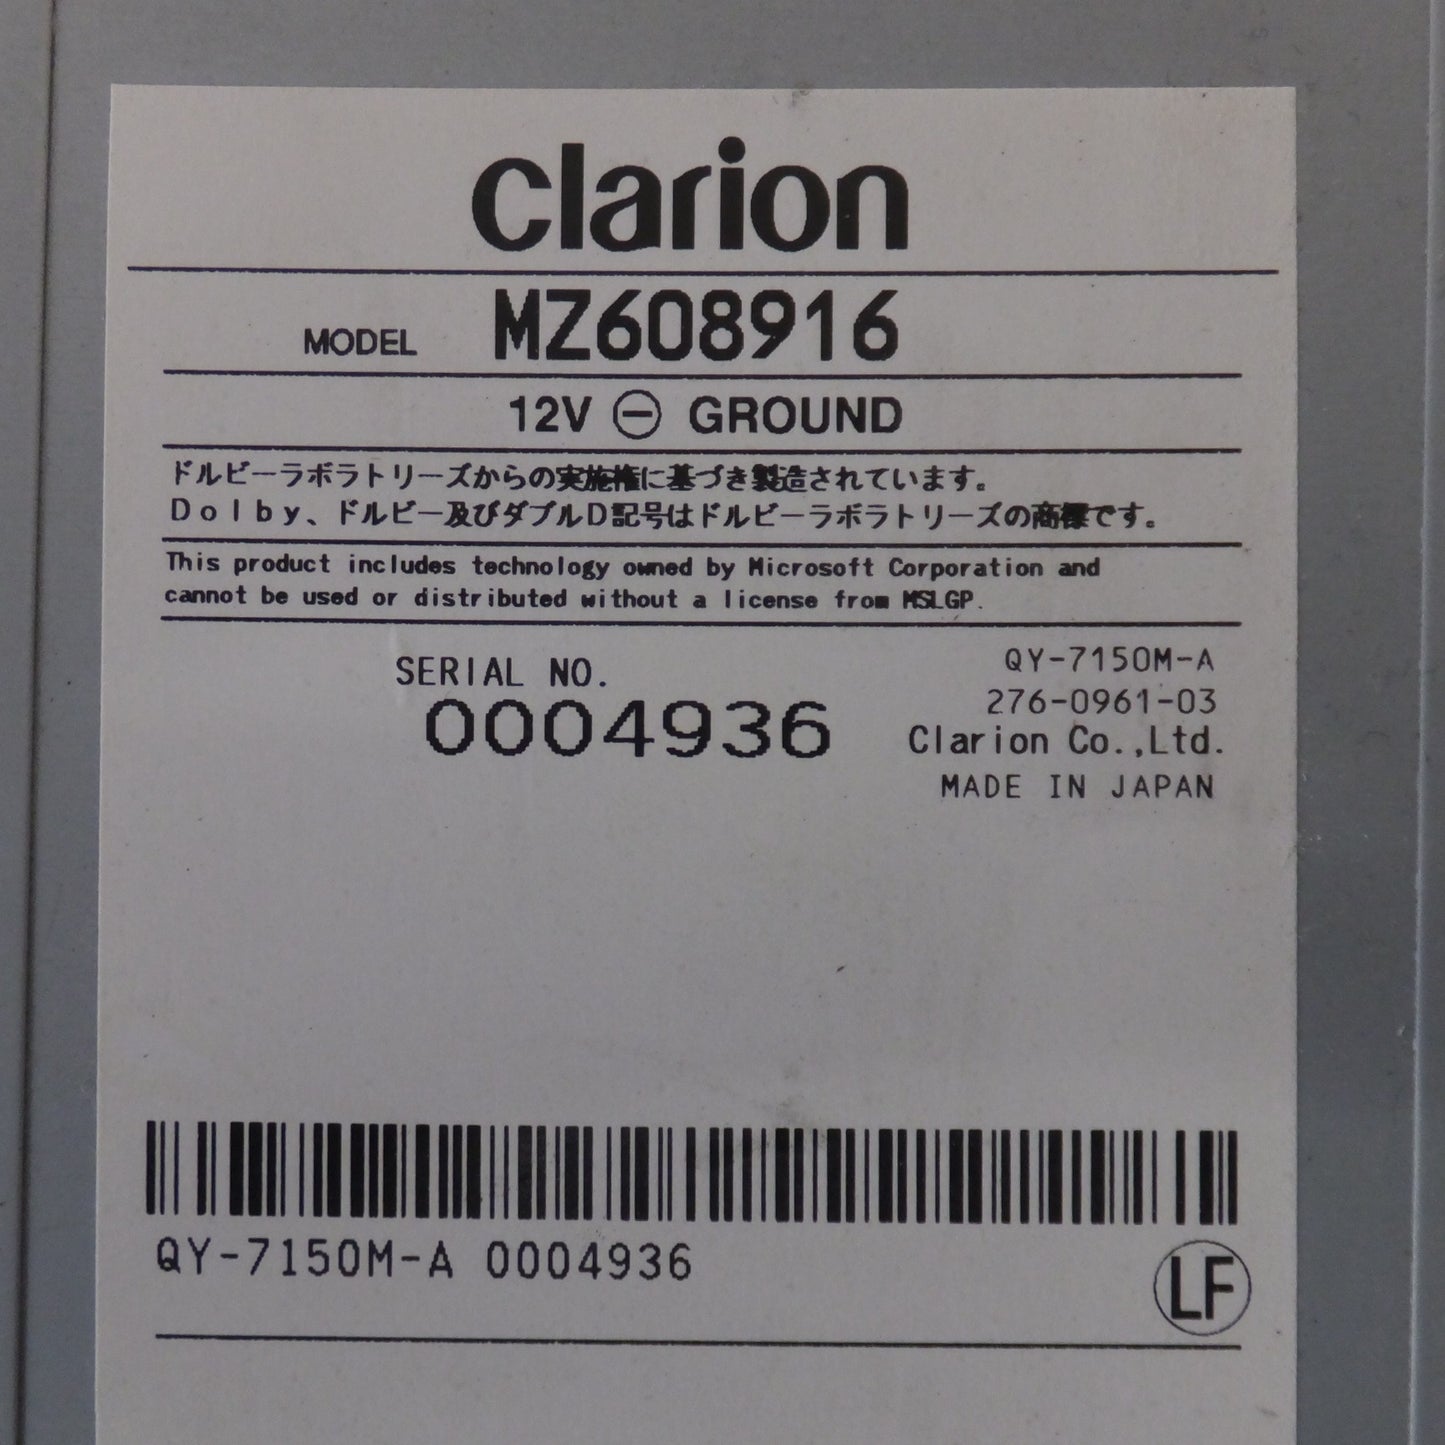 clarion
MODEL MZ608916
12V ⊖ GROUND
ドルビーラボラトリーズからの実施権に基づき製造されています。
Dolby、ドルビー及びダブルD記号はドルビーラボラトリーズの商標です。
This product includes technology owned by Microsoft Corporation and
cannot be used or distributed without a license from MSLGP.
SERIAL NO.
0004936
QY-7150M-A
276-0961-03
Clarion Co.,Ltd.
MADE IN JAPAN
QY-7150M-A 0004936
LF